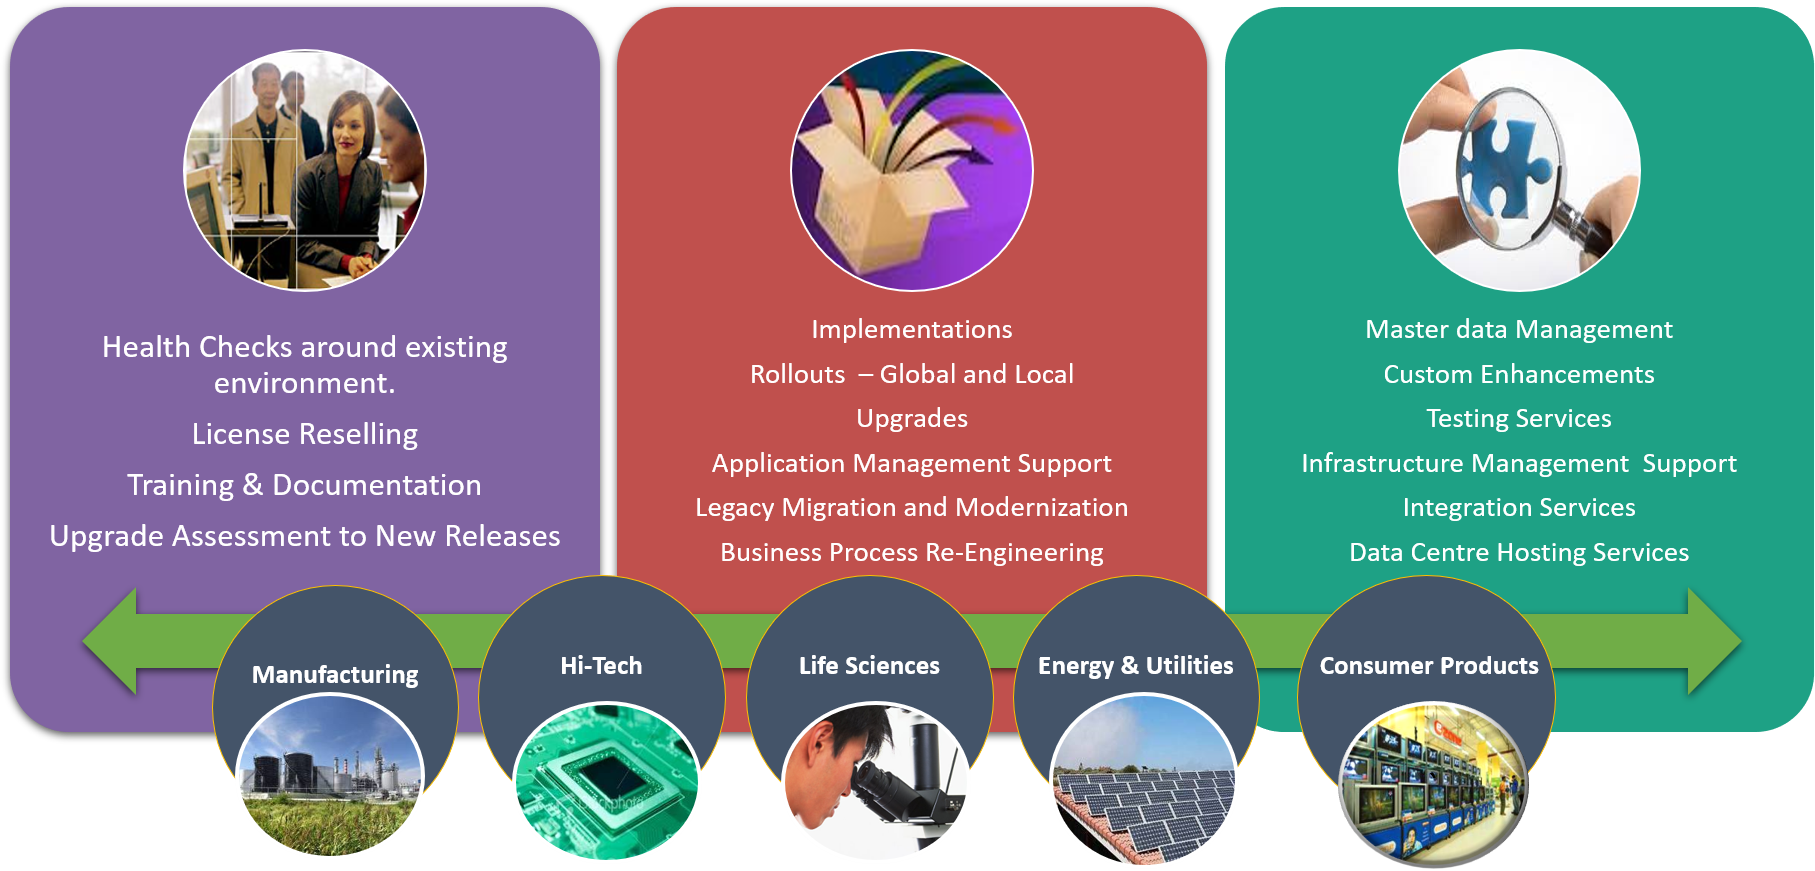 Health Checks around existing
environment.
License Reselling
Training & Documentation
Upgrade Assessment to New Releases
Implementations
Rollouts – Global and Local
Upgrades
Application Management Support
Legacy Migration and Modernization
Business Process Re-Engineering
Master data Management
Custom Enhancements
Testing Services
Infrastructure Management Support
Integration Services
Data Centre Hosting Services
Manufacturing
Hi-Tech
Life Sciences
Energy & Utilities
Consumer Products